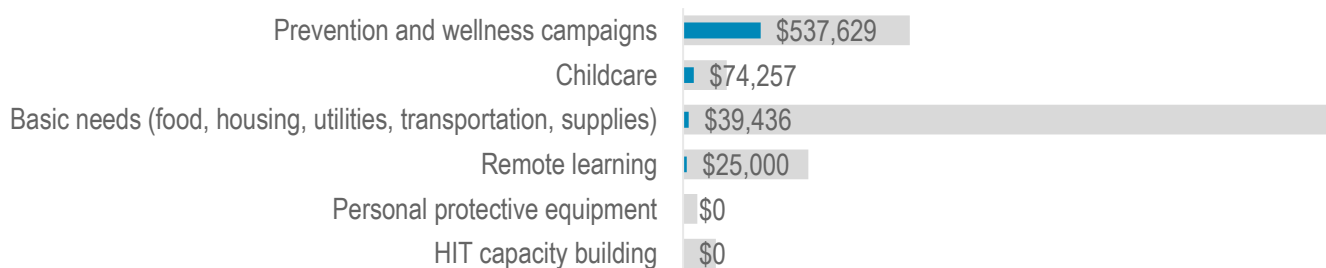 Prevention and wellness campaigns $537,629
Childcare $74,257
Basic needs (food, housing, utilities, transportation, supplies) $39,436
Remote learning $25,000
Personal protective equipment $0
HIT capacity building $0